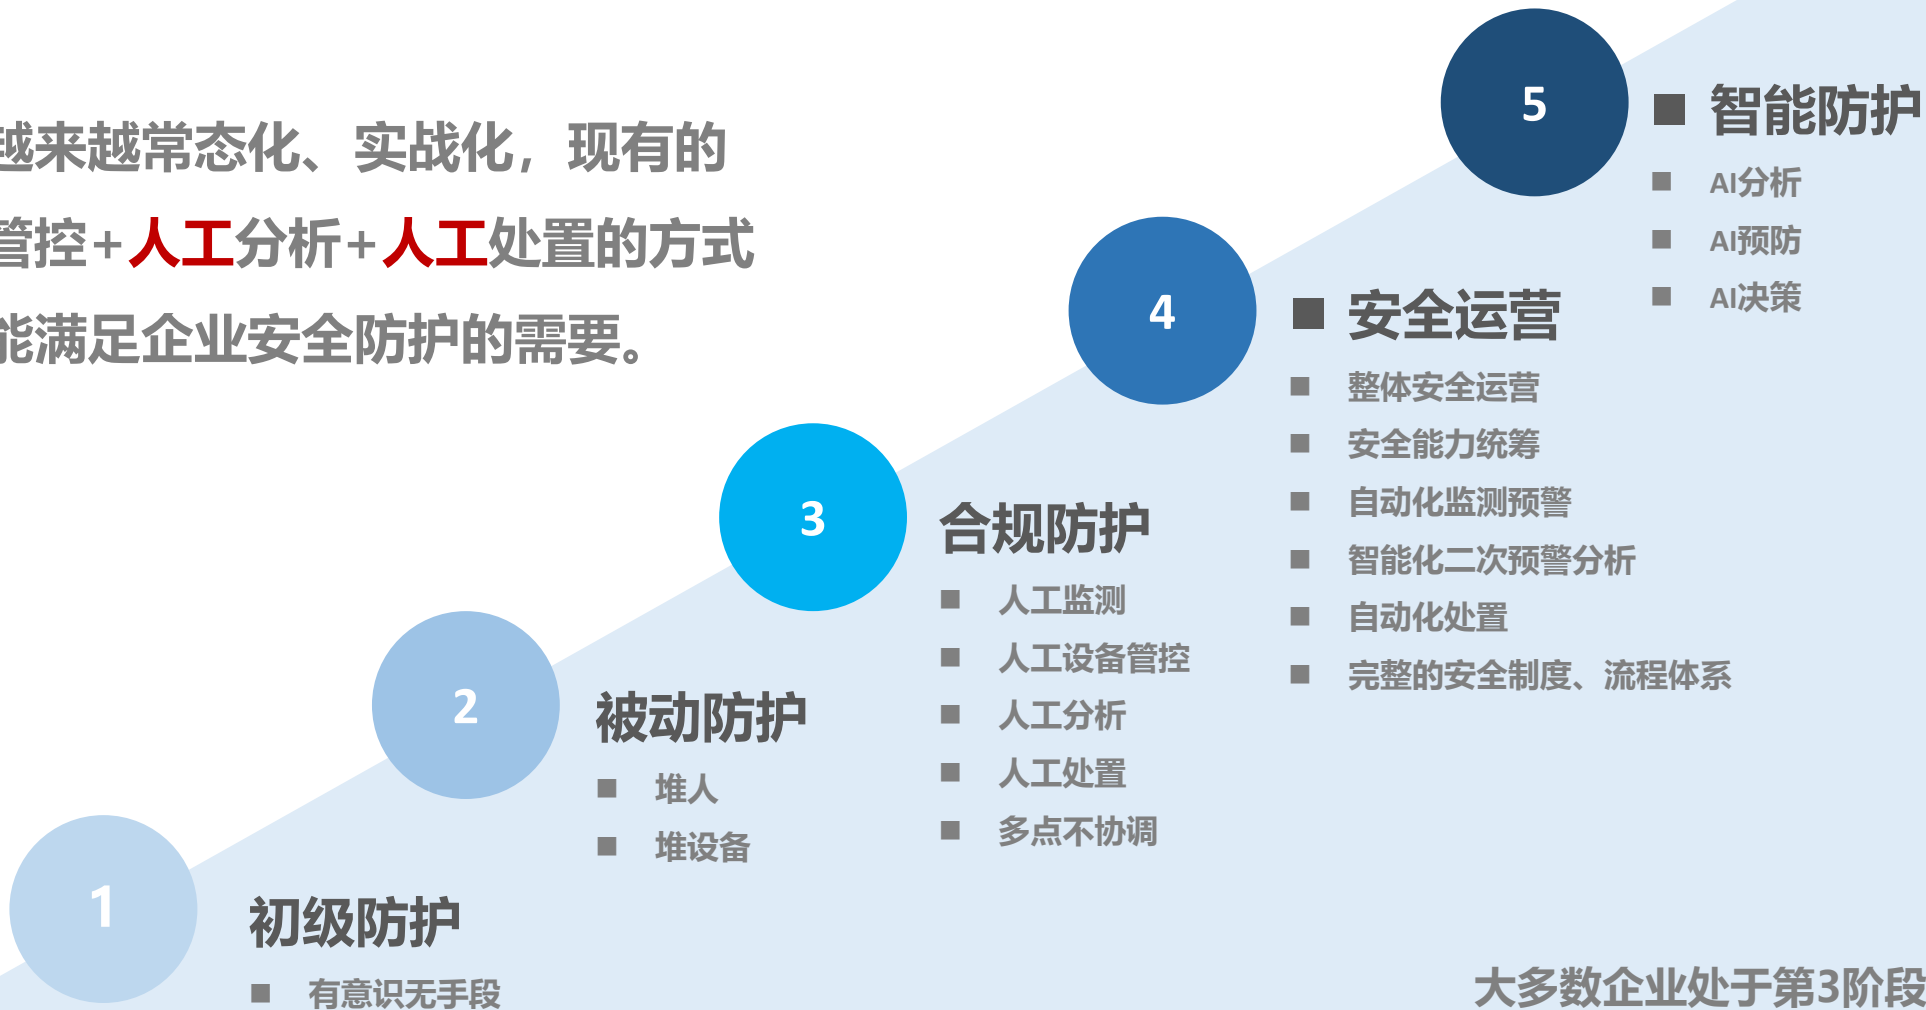 越来越常态化、实战化，现有的
管控+人工分析+人工处置的方式
能满足企业安全防护的需要。
5
智能防护
AI分析
AI预防
AI决策
4
安全运营
整体安全运营
安全能力统筹
自动化监测预警
智能化二次预警分析
自动化处置
完整的安全制度、流程体系
3
合规防护
人工监测
人工设备管控
人工分析
人工处置
多点不协调
2
被动防护
堆人
堆设备
1
初级防护
有意识无手段
大多数企业处于第3阶段